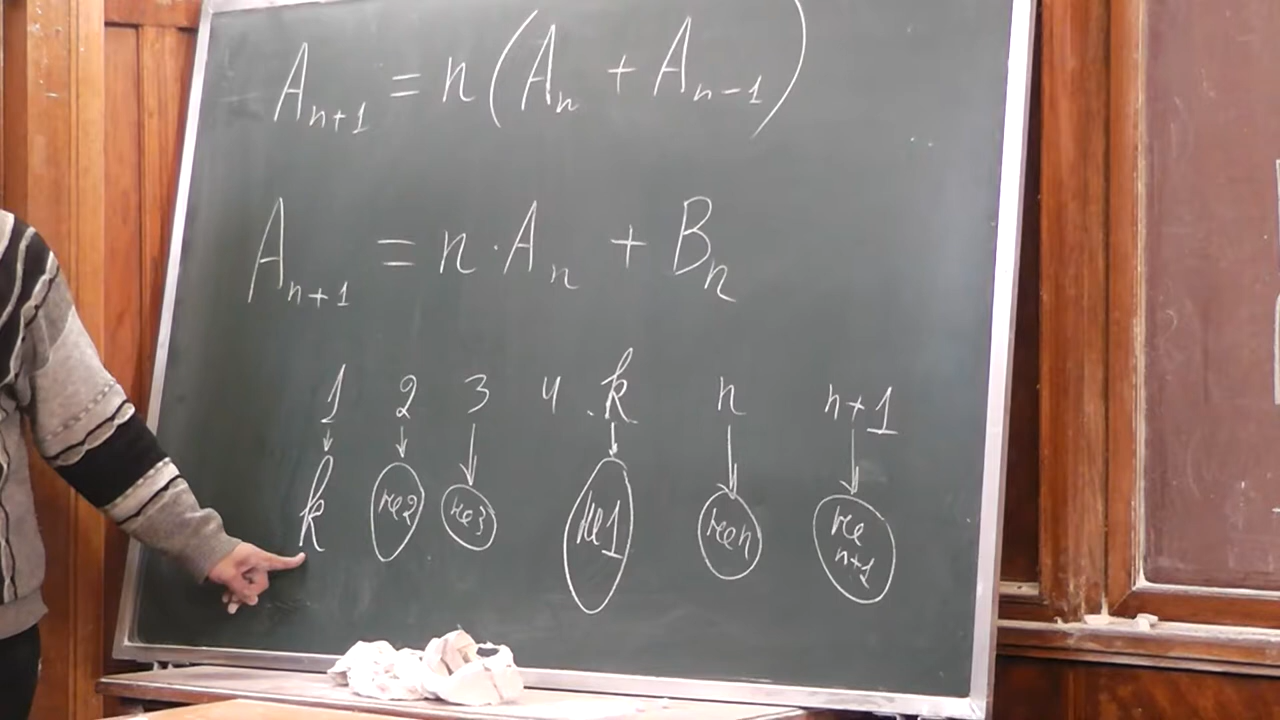 A_{n+1} = n(A_n + A_{n-1})
A_{n+1} = n · A_n + B_n
1 2 3 4 . k n n+1
↓ ↓ ↓ ↓ ↓ ↓
k не2 не3 не1 неn не n+1